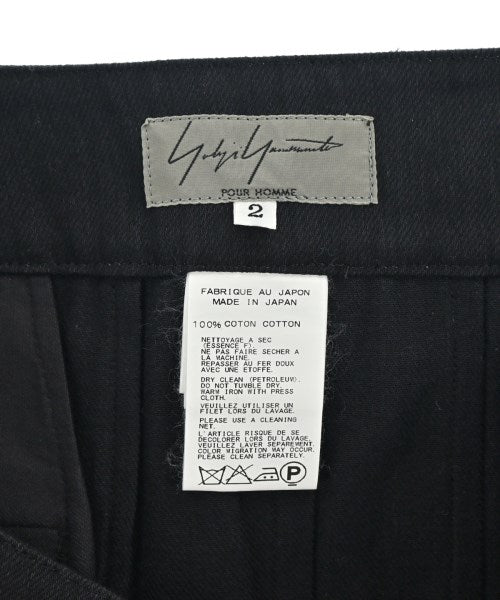 Yohji Yamamoto
POUR HOMME
2
FABRIQUE AU JAPON
MADE IN JAPAN
100% COTON COTTON
NETTOYAGE A SEC
(ESSENCE F).
NE PAS FAIRE SECHER A
LA MACHINE.
REPASSER AU FER DOUX
AVEC UNE ETOFFE.
DRY CLEAN (PETROLEUM).
DO NOT TUMBLE DRY.
WARM IRON WITH PRESS
CLOTH.
VEUILLEZ UTILISER UN
FILET LORS DU LAVAGE.
PLEASE USE A CLEANING
NET.
L'ARTICLE RISQUE DE SE
DECOLORER LORS DU LAVAGE.
VEUILLEZ LAVER SEPAREMENT.
COLOR MIGRATION MAY OCCUR.
PLEASE CLEAN SEPARATELY.
P